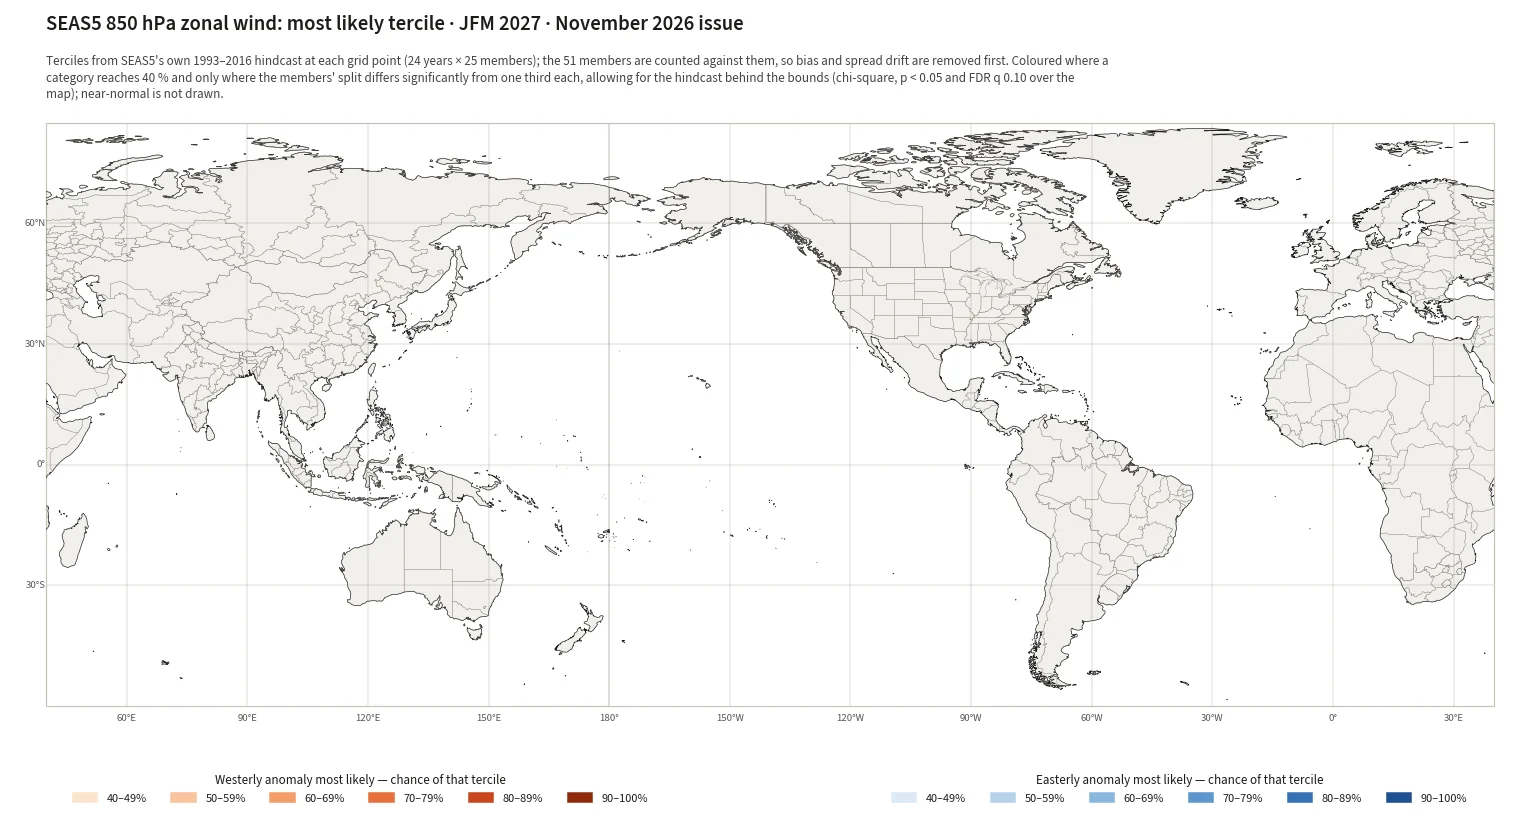 SEAS5 850 hPa zonal wind: most likely tercile · JFM 2027 · November 2026 issue
Terciles from SEAS5's own 1993–2016 hindcast at each grid point (24 years × 25 members); the 51 members are counted against them, so bias and spread drift are removed first. Coloured where a
category reaches 40 % and only where the members' split differs significantly from one third each, allowing for the hindcast behind the bounds (chi-square, p < 0.05 and FDR q 0.10 over the
map); near-normal is not drawn.
60°N
30°N
0°
30°S
60°E 90°E 120°E 150°E 180° 150°W 120°W 90°W 60°W 30°W 0° 30°E
Westerly anomaly most likely — chance of that tercile
40–49% 50–59% 60–69% 70–79% 80–89% 90–100%
Easterly anomaly most likely — chance of that tercile
40–49% 50–59% 60–69% 70–79% 80–89% 90–100%